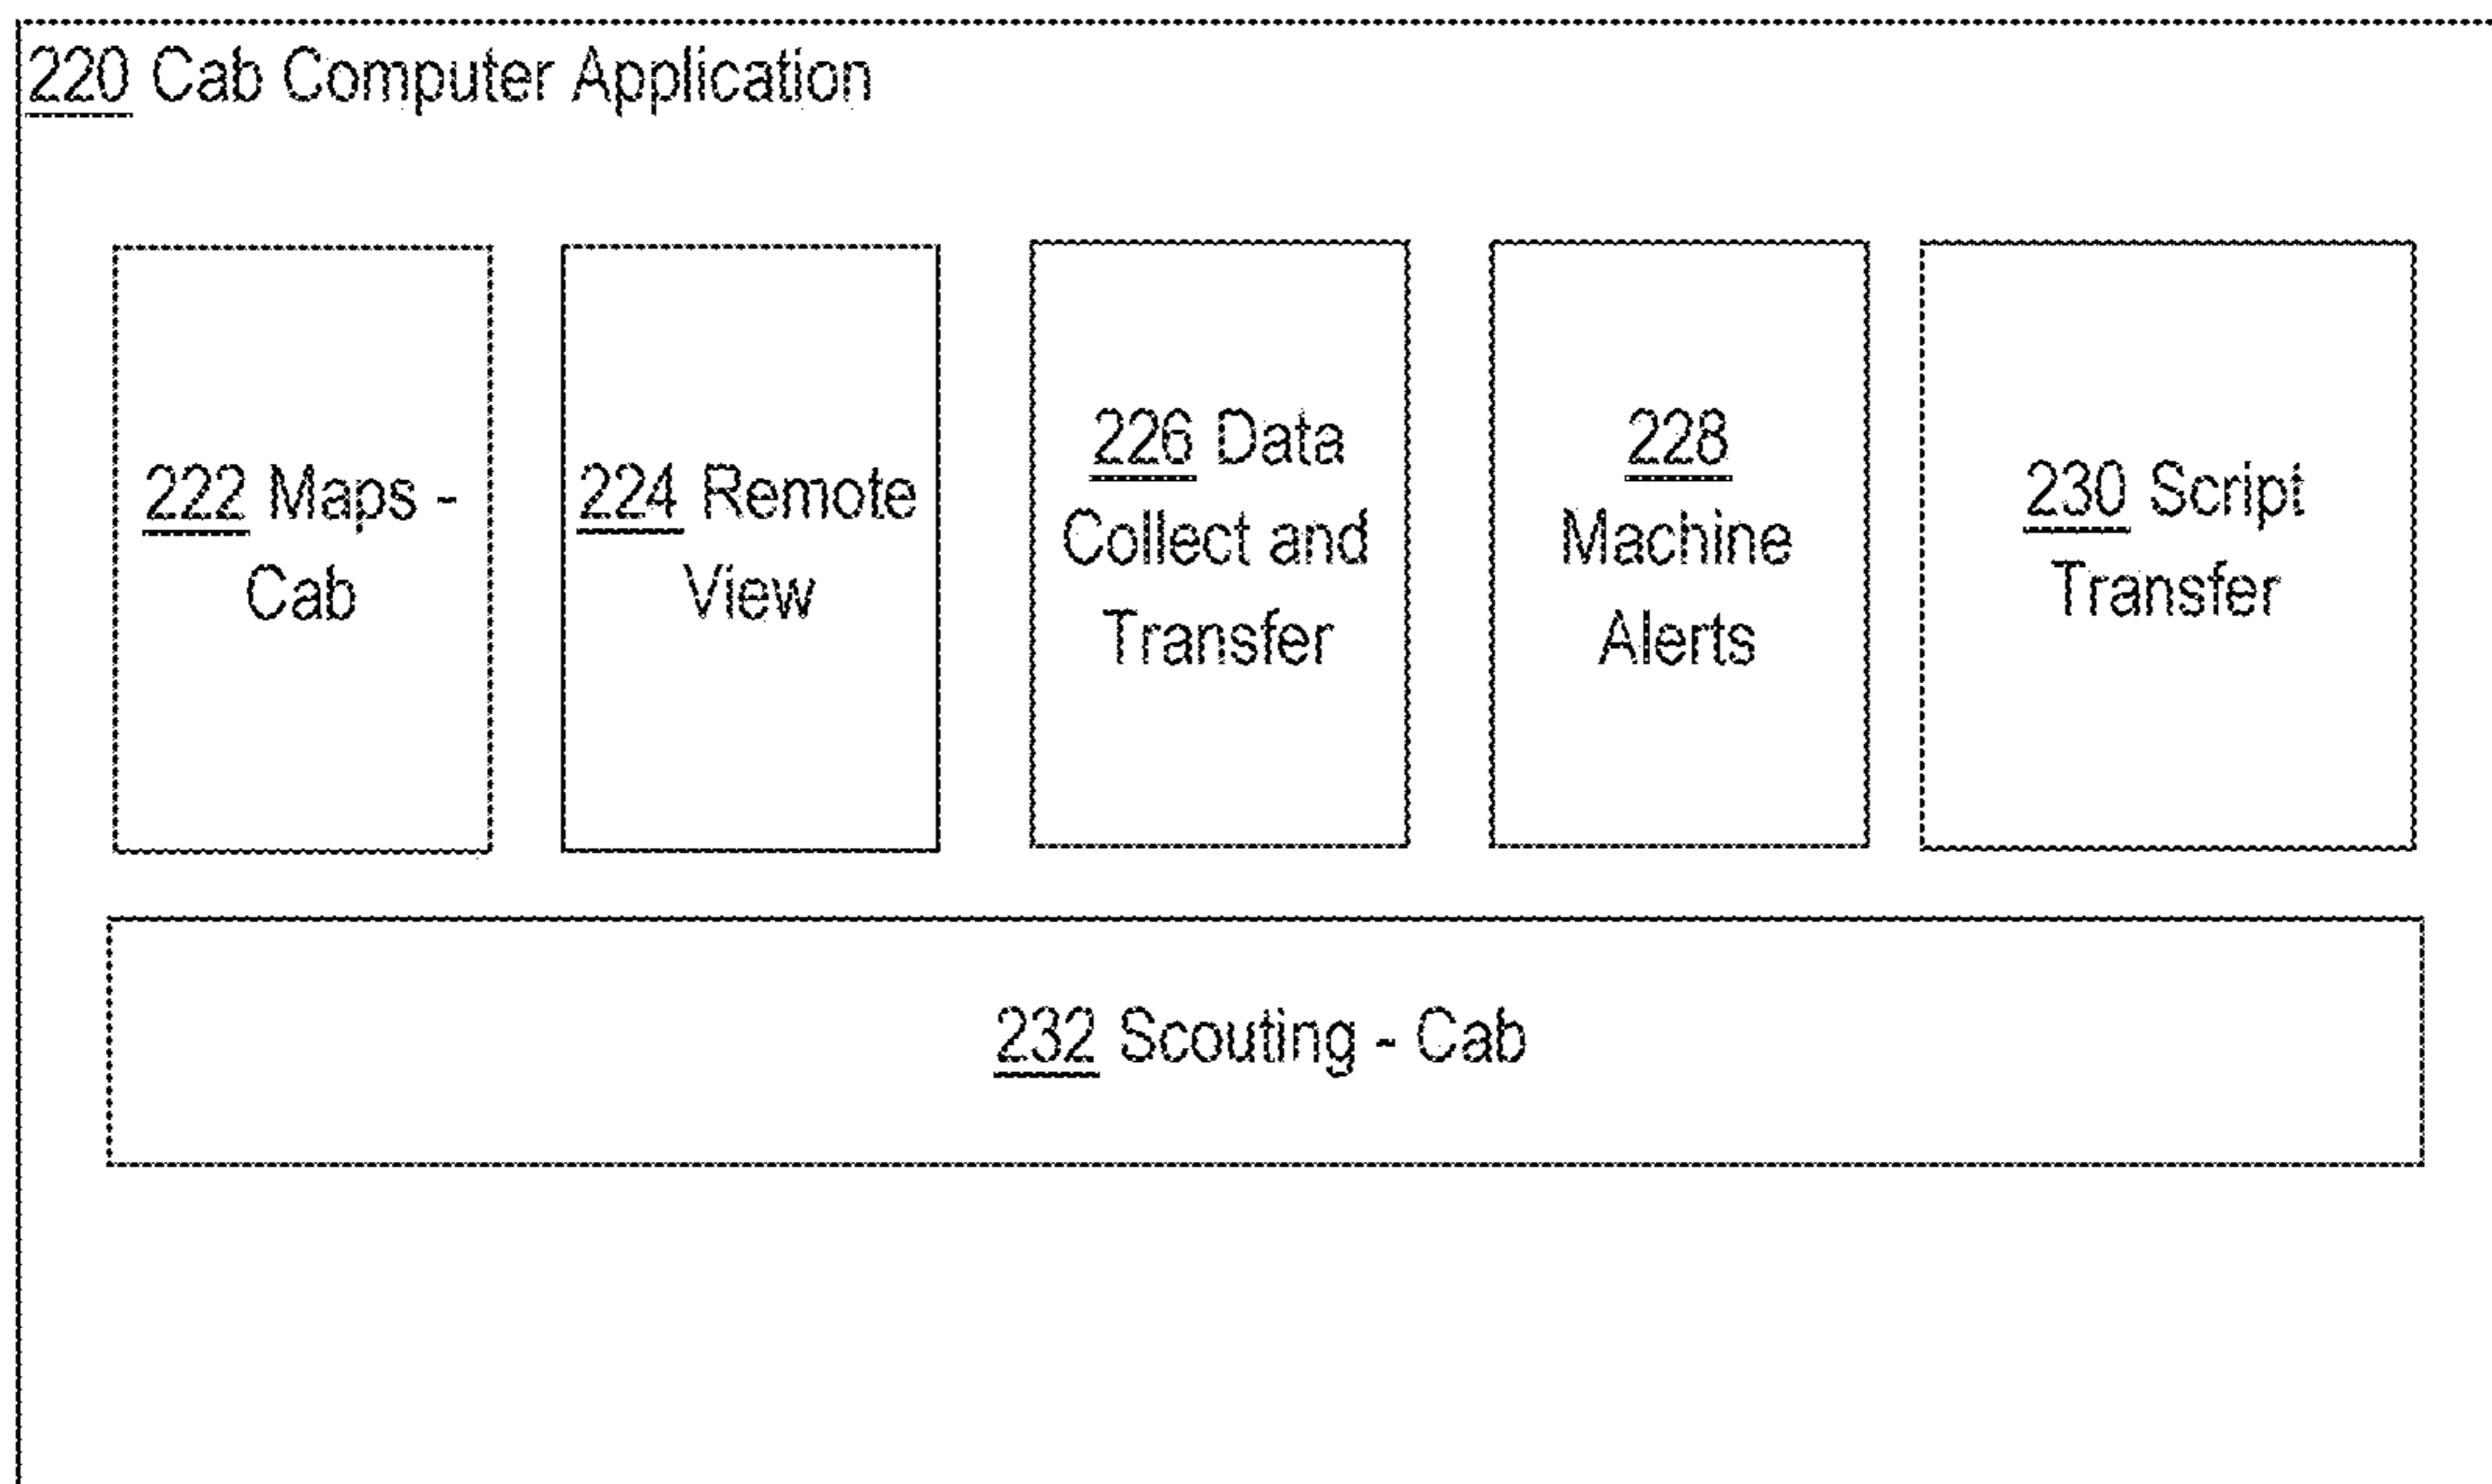 220 Cab Computer Application
222 Maps -
Cab
224 Remote
View
226 Data
Collect and
Transfer
228
Machine
Alerts
230 Script
Transfer
232 Scouting - Cab